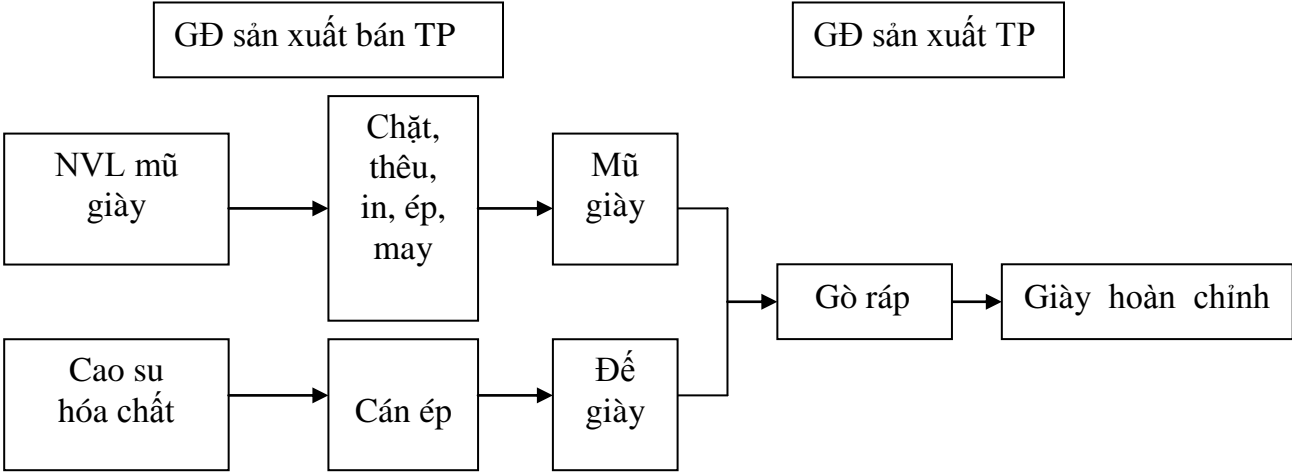 GĐ sản xuất bán TP
GĐ sản xuất TP
NVL mũ
giày
Chặt,
thêu,
in, ép,
may
Mũ
giày
Gò ráp
Giày hoàn chỉnh
Cao su
hóa chất
Cán ép
Đế
giày